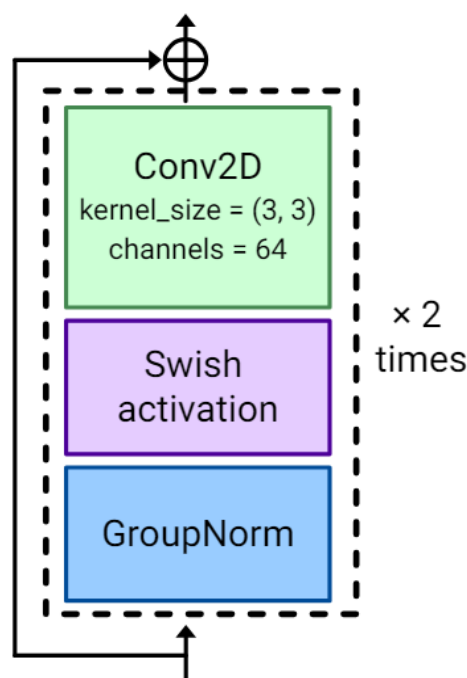 Conv2D
kernel_size = (3, 3)
channels = 64
× 2
times
Swish
activation
GroupNorm